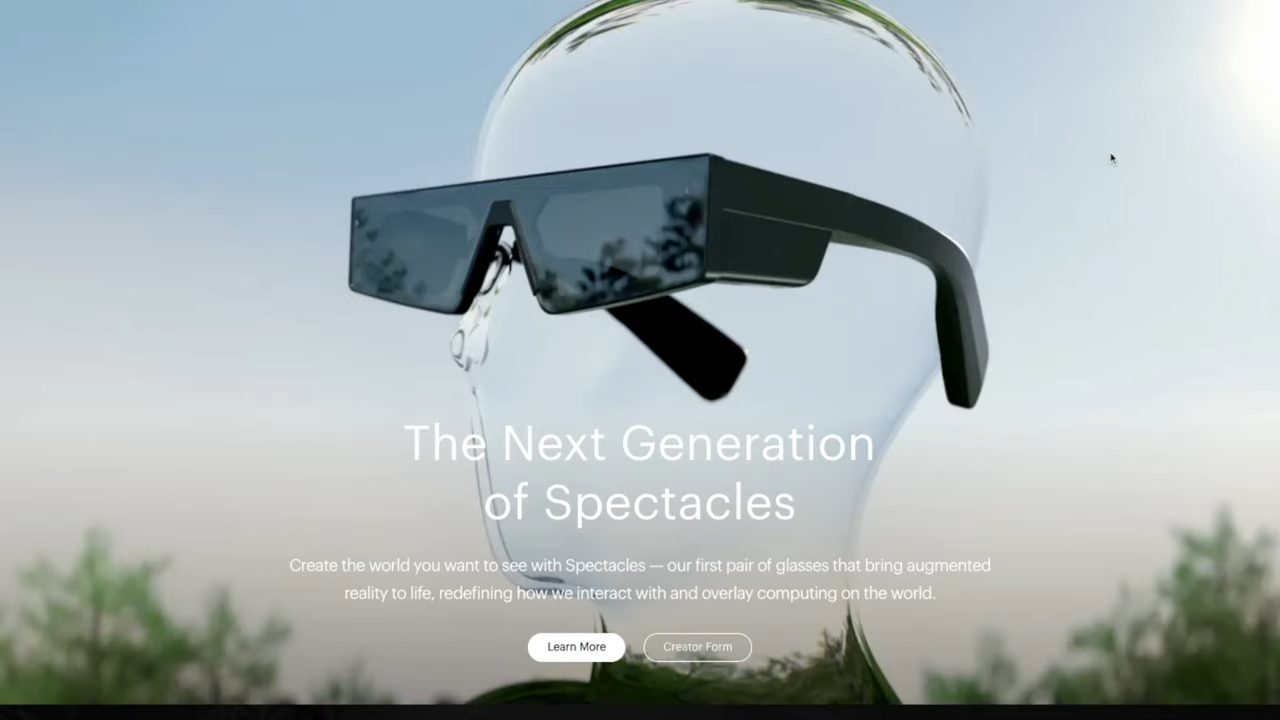 The Next Generation
of Spectacles
Create the world you want to see with Spectacles — our first pair of glasses that bring augmented
reality to life, redefining how we interact with and overlay computing on the world.
Learn More
Creator Form